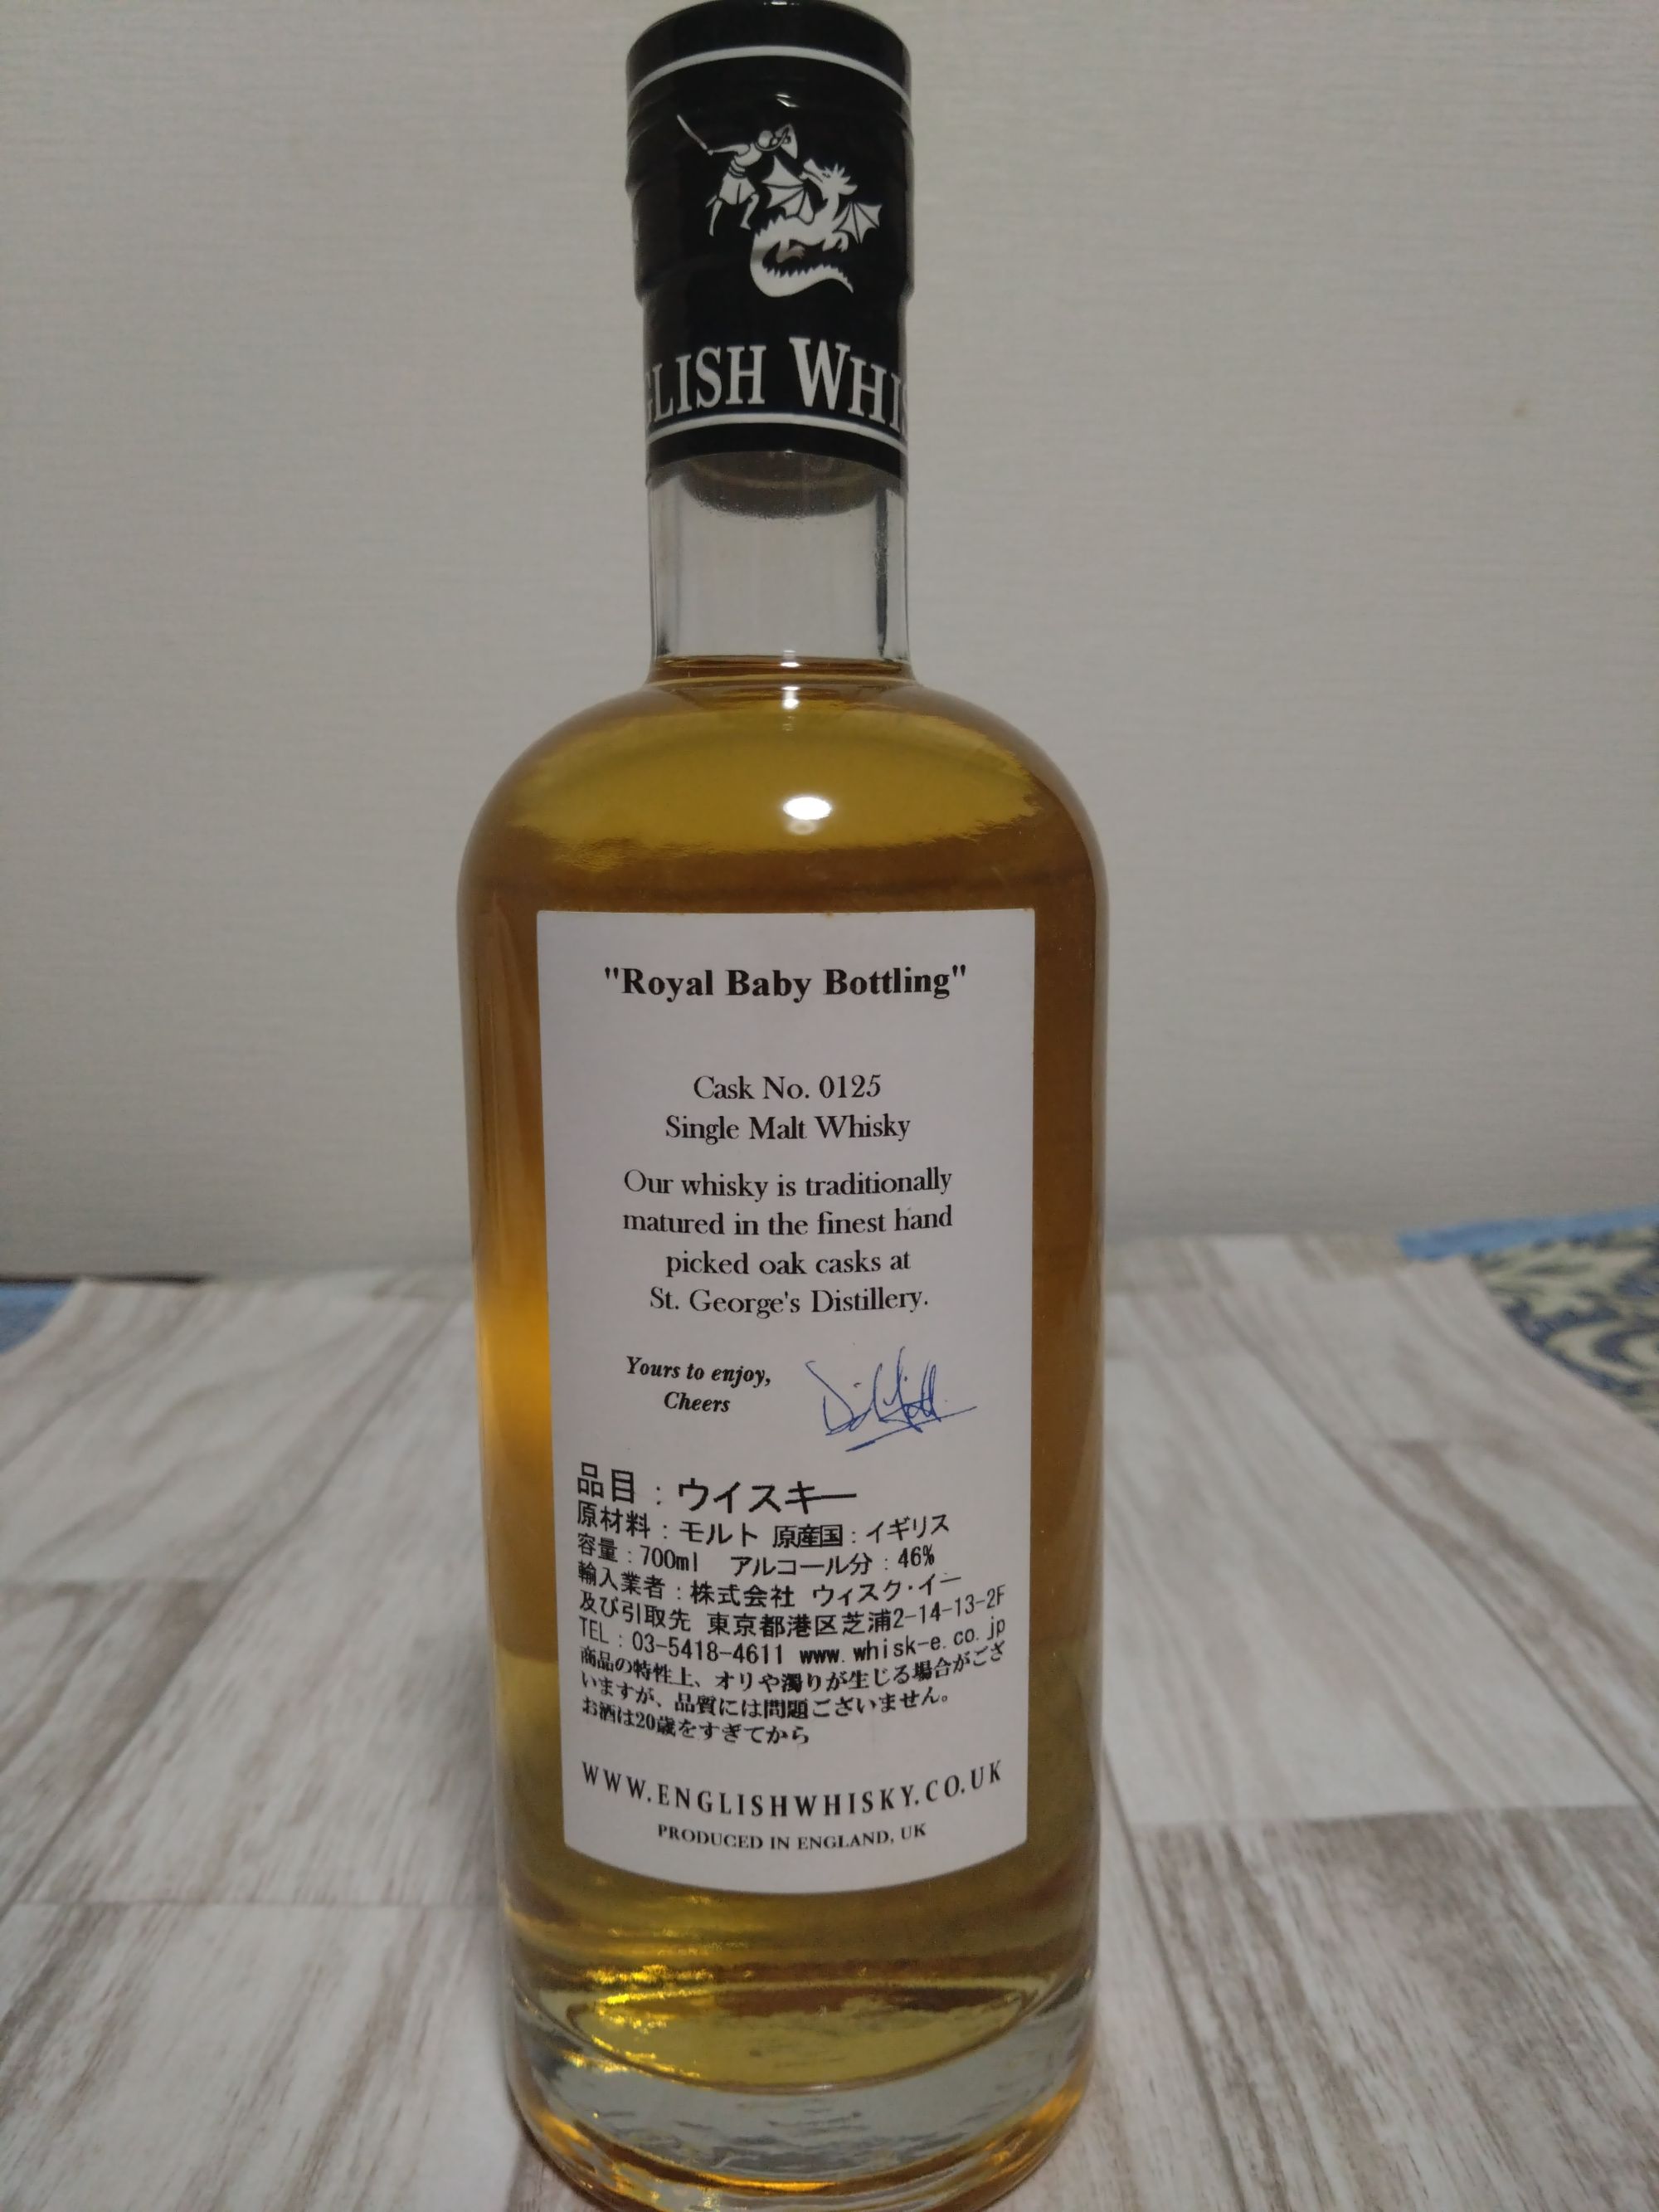 GLISH WHIS
"Royal Baby Bottling"
Cask No. 0125
Single Malt Whisky
Our whisky is traditionally
matured in the finest hand
picked oak casks at
St. George's Distillery.
Yours to enjoy,
Cheers
品目：ウイスキー
原材料：モルト 原産国：イギリス
容量：700ml アルコール分：46%
輸入業者：株式会社 ウィスク・イー
及び引取先 東京都港区芝浦2-14-13-2F
TEL：03-5418-4611 www.whisk-e.co.jp
商品の特性上、オリや濁りが生じる場合がござ
いますが、品質には問題ございません。
お酒は20歳をすぎてから
WWW.ENGLISHWHISKY.CO.UK
PRODUCED IN ENGLAND, UK